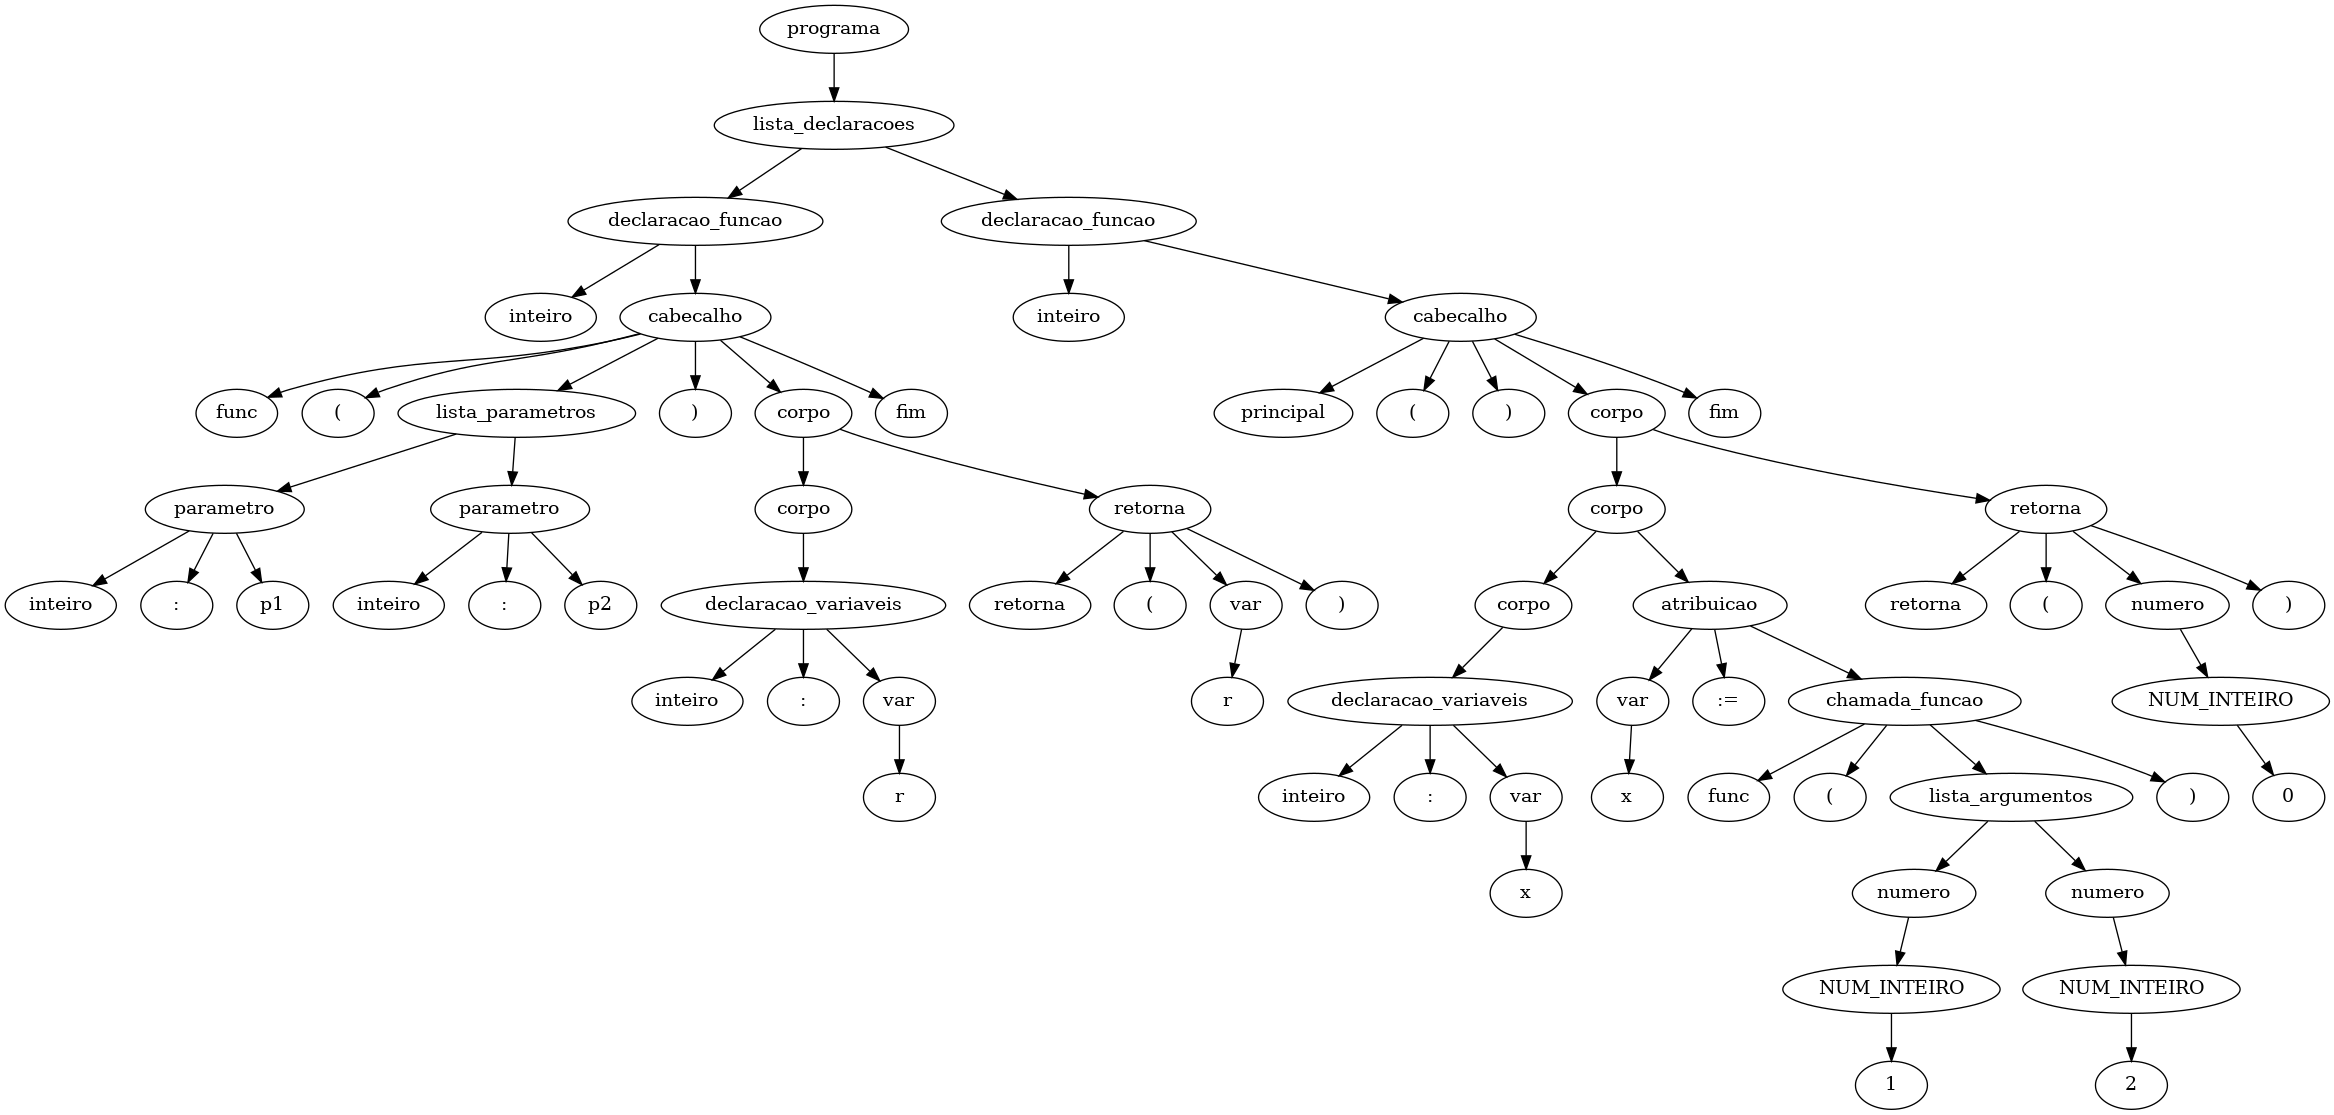 programa
lista_declaracoes
declaracao_funcao declaracao_funcao
inteiro cabecalho inteiro cabecalho
func ( lista_parametros ) corpo fim principal ( ) corpo fim
parametro parametro corpo retorna corpo retorna
inteiro : p1 inteiro : p2 declaracao_variaveis retorna ( var ) corpo atribuicao retorna ( numero )
inteiro : var r declaracao_variaveis var := chamada_funcao NUM_INTEIRO
r inteiro : var x func ( lista_argumentos ) 0
x numero numero
NUM_INTEIRO NUM_INTEIRO
1 2